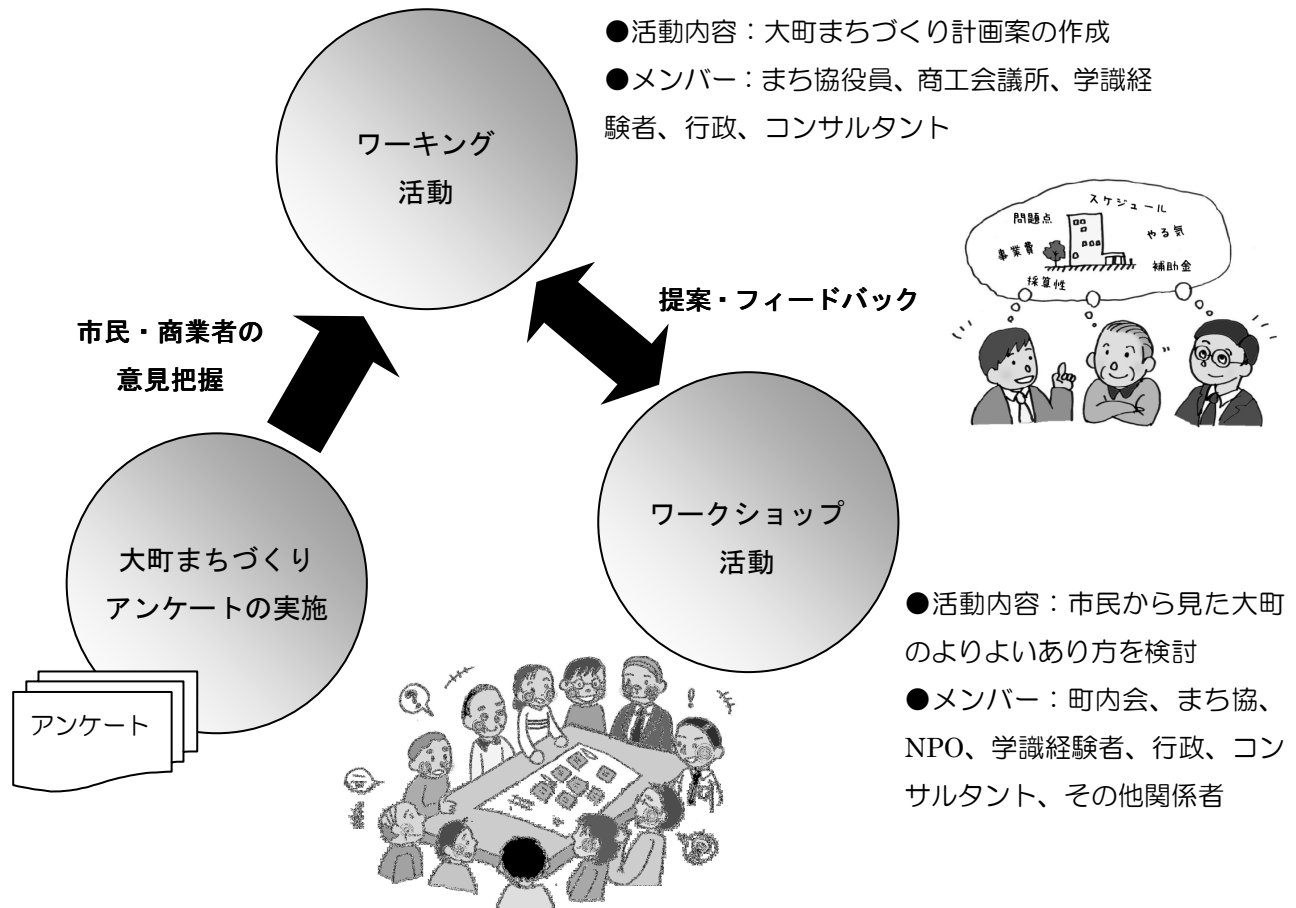 ●活動内容：大町まちづくり計画案の作成
●メンバー：まち協役員、商工会議所、学識経
験者、行政、コンサルタント
ワーキング
活動
スケジュール
問題点
やる気
事業費
補助金
採算性
提案・フィードバック
市民・商業者の
意見把握
ワークショップ
活動
大町まちづくり
アンケートの実施
アンケート
●活動内容：市民から見た大町
のよりよいあり方を検討
●メンバー：町内会、まち協、
NPO、学識経験者、行政、コン
サルタント、その他関係者
？
！